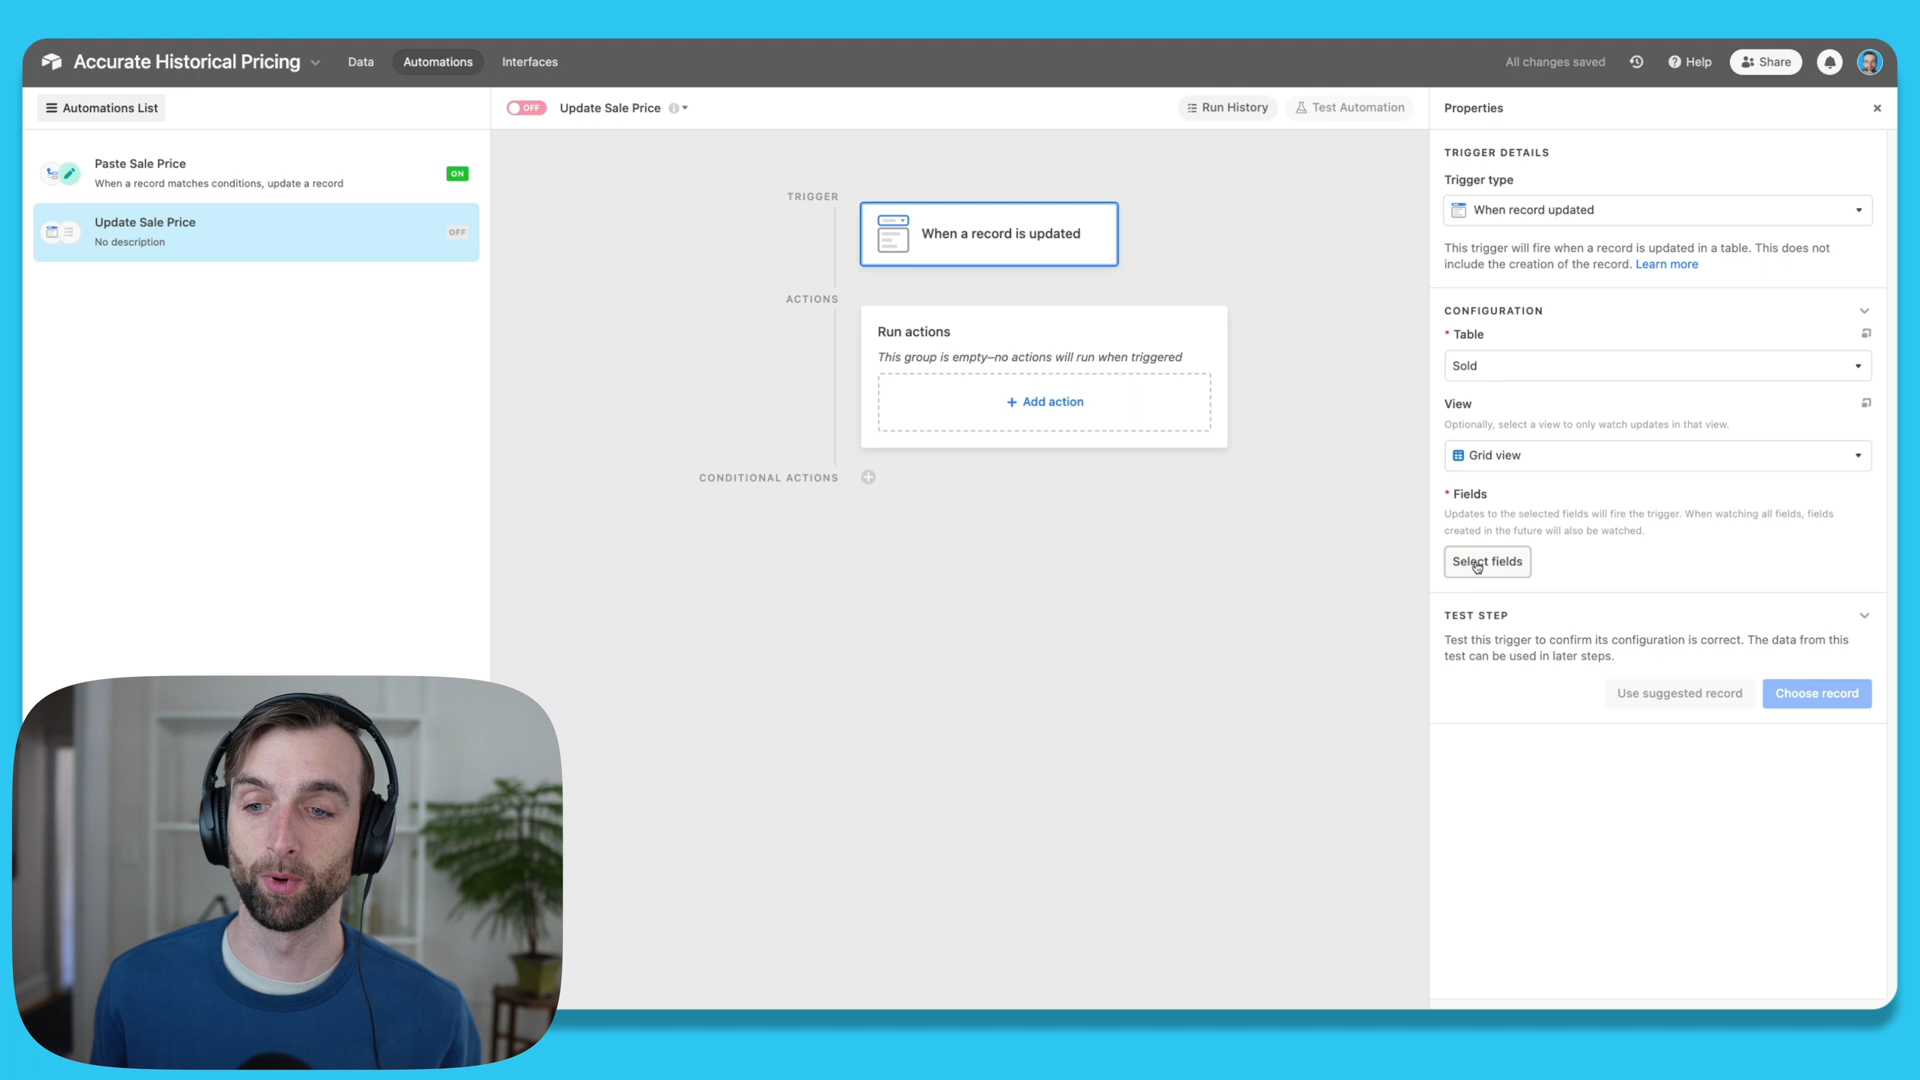 Accurate Historical Pricing
Data
Automations
Interfaces
All changes saved
Help
Share
Automations List
OFF
Update Sale Price
Run History
Test Automation
Properties
Paste Sale Price
When a record matches conditions, update a record
ON
Update Sale Price
No description
OFF
TRIGGER
When a record is updated
ACTIONS
Run actions
This group is empty—no actions will run when triggered
+ Add action
CONDITIONAL ACTIONS
TRIGGER DETAILS
Trigger type
When record updated
This trigger will fire when a record is updated in a table. This does not
include the creation of the record. Learn more
CONFIGURATION
* Table
Sold
View
Optionally, select a view to only watch updates in that view.
Grid view
* Fields
Updates to the selected fields will fire the trigger. When watching all fields, fields
created in the future will also be watched.
Select fields
TEST STEP
Test this trigger to confirm its configuration is correct. The data from this
test can be used in later steps.
Use suggested record
Choose record